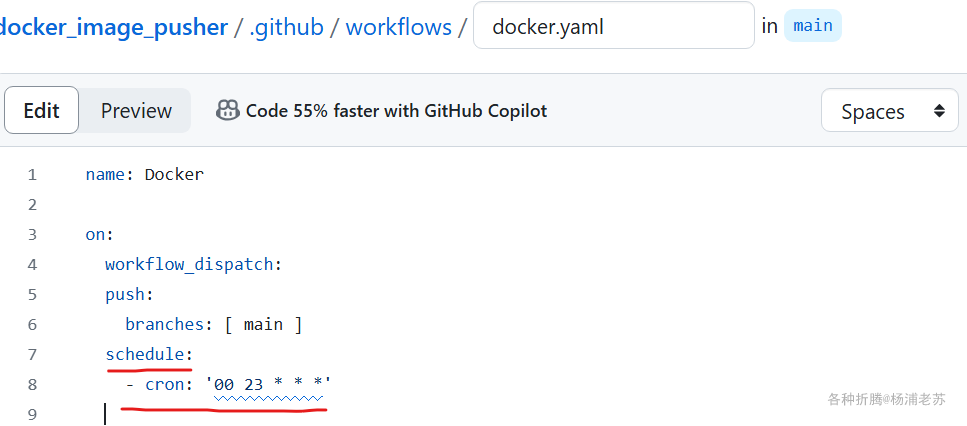 docker_image_pusher / .github / workflows / docker.yaml in main
Edit Preview Code 55% faster with GitHub Copilot Spaces
1 name: Docker
2
3 on:
4 workflow_dispatch:
5 push:
6 branches: [ main ]
7 schedule:
8 - cron: '00 23 * * *'
9
各种折腾@杨浦老苏